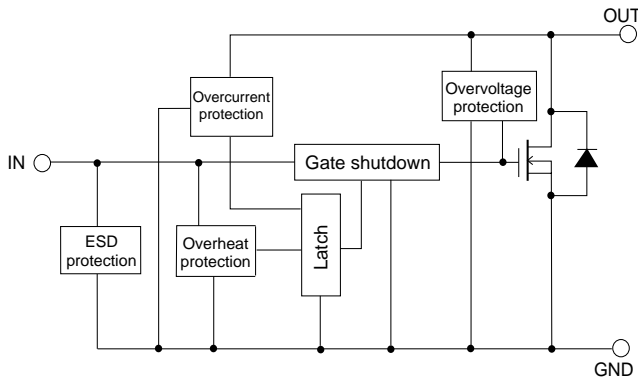 OUT
Overcurrent
protection
Overvoltage
protection
IN
Gate shutdown
ESD
protection
Overheat
protection
Latch
GND